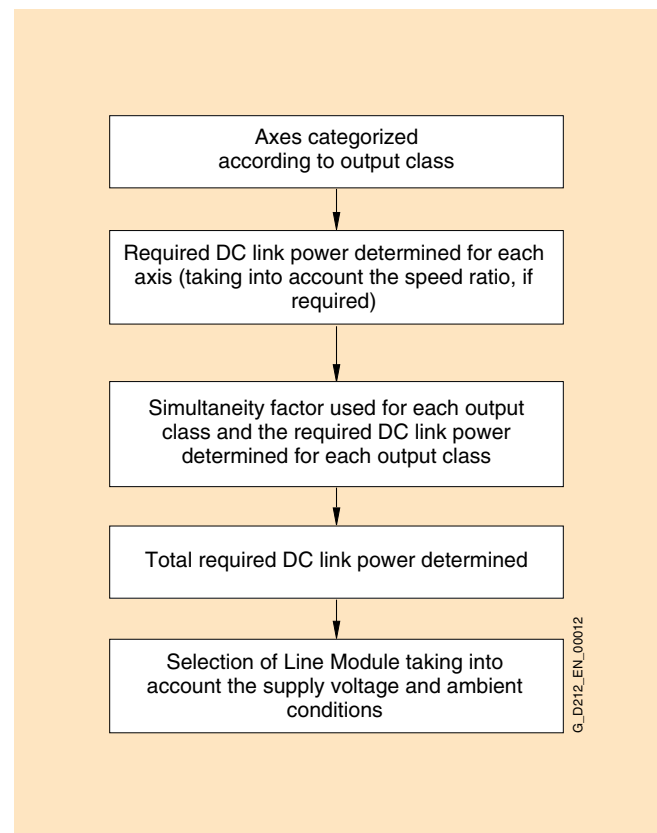 Axes categorized
according to output class
Required DC link power determined for each
axis (taking into account the speed ratio, if
required)
Simultaneity factor used for each output
class and the required DC link power
determined for each output class
Total required DC link power determined
Selection of Line Module taking into
account the supply voltage and ambient
conditions
G_D212_EN_00012